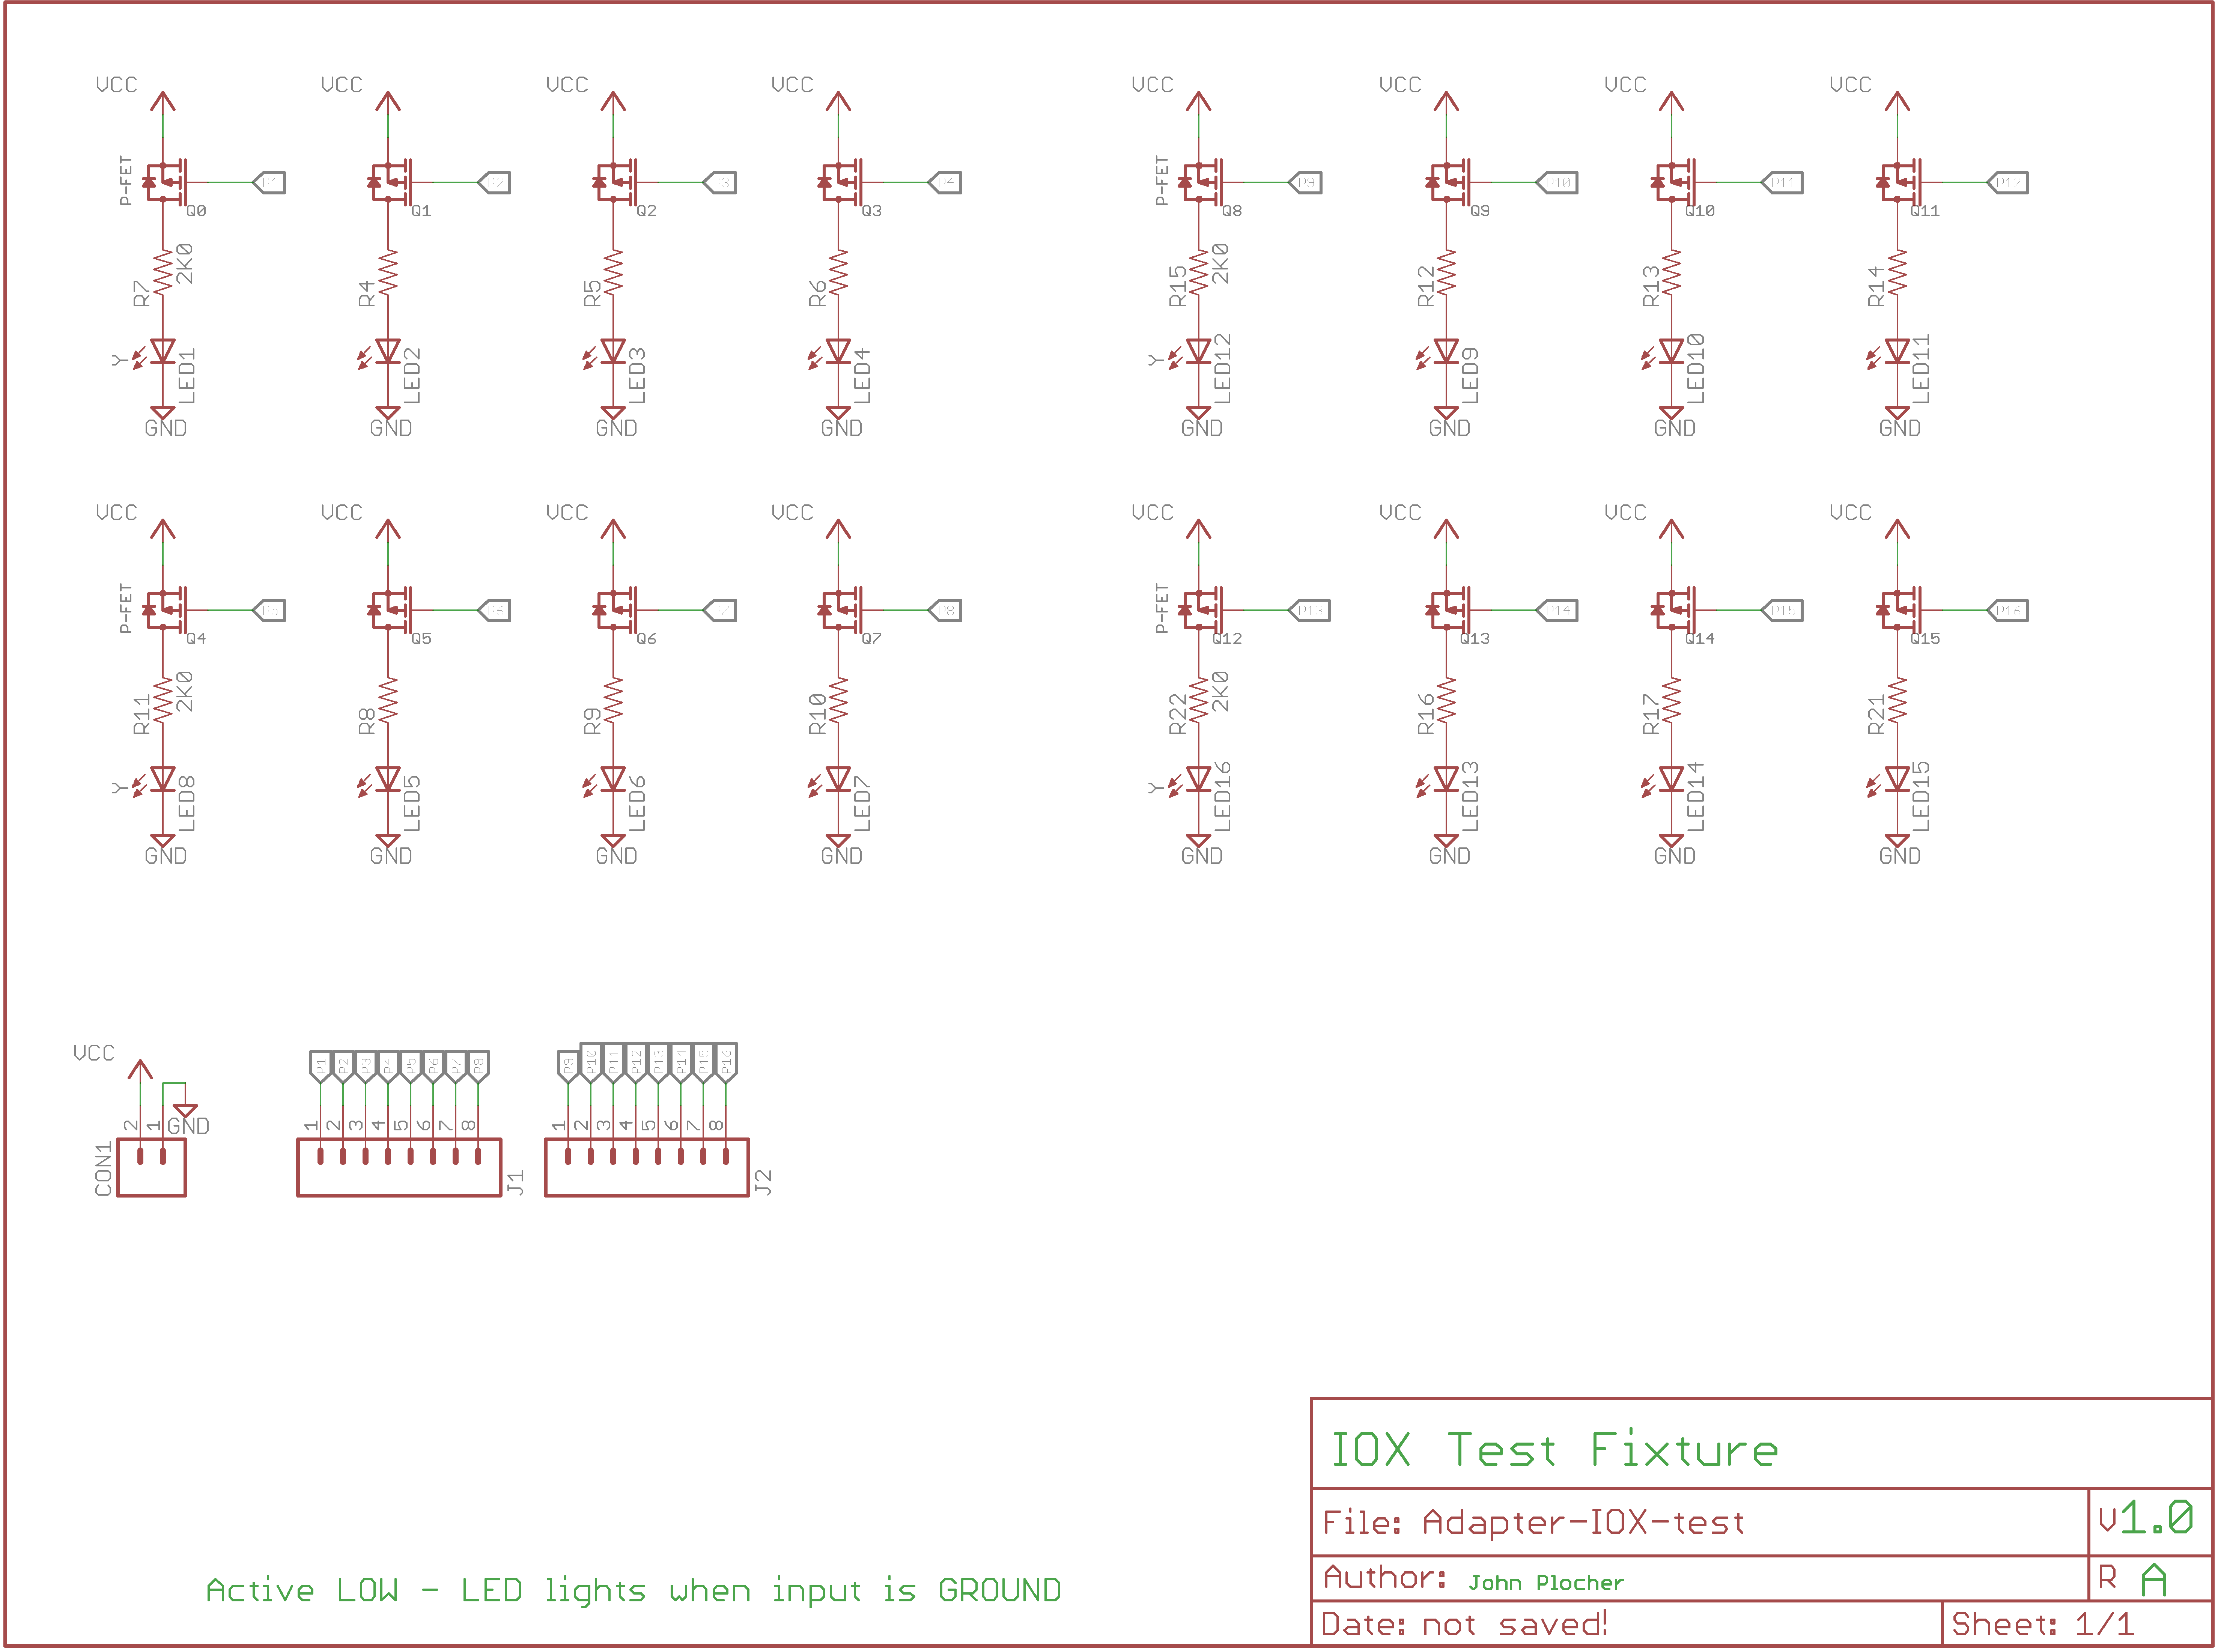 VCC VCC VCC VCC VCC VCC VCC VCC
P-FET P1 P2 P3 P4 P-FET P9 P10 P11 P12
Q0 Q1 Q2 Q3 Q8 Q9 Q10 Q11
R7 2K0 R4 R5 R6 R15 2K0 R12 R13 R14
Y LED1 LED2 LED3 LED4 Y LED12 LED9 LED10 LED11
GND GND GND GND GND GND GND GND
VCC VCC VCC VCC VCC VCC VCC VCC
P-FET P5 P6 P7 P8 P-FET P13 P14 P15 P16
Q4 Q5 Q6 Q7 Q12 Q13 Q14 Q15
R11 2K0 R8 R9 R10 R22 2K0 R16 R17 R21
Y LED8 LED5 LED6 LED7 Y LED16 LED13 LED14 LED15
GND GND GND GND GND GND GND GND
VCC P1 P2 P3 P4 P5 P6 P7 P8 P9 P10 P11 P12 P13 P14 P15 P16
2 1 GND 1 2 3 4 5 6 7 8 1 2 3 4 5 6 7 8
CON1 J1 J2
IOX Test Fixture
File: Adapter-IOX-test V1.0
Author: John Plocher R A
Active LOW - LED lights when input is GROUND
Date: not saved! Sheet: 1/1